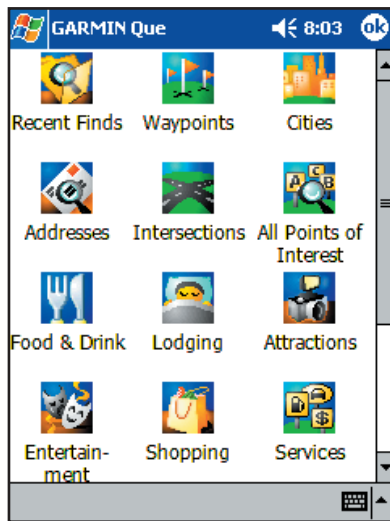 GARMIN Que 8:03 ok
Recent Finds Waypoints Cities
Addresses Intersections All Points of
Interest
Food & Drink Lodging Attractions
Entertain- Shopping Services
ment
A C B
$